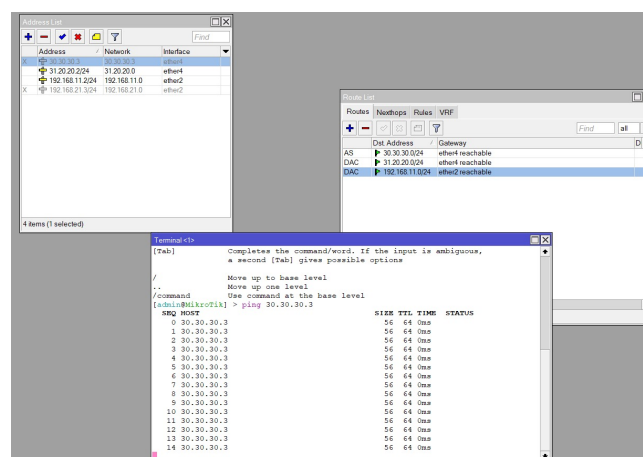 Address List
Find
Address Network Interface
X 30.30.30.3 30.30.30.3 ether4
31.20.20.2/24 31.20.20.0 ether4
192.168.11.2/24 192.168.11.0 ether2
X 192.168.21.3/24 192.168.21.0 ether2
4 items (1 selected)
Route List
Routes Nexthops Rules VRF
Find all
Dst. Address Gateway D
AS 30.30.30.0/24 ether4 reachable
DAC 31.20.20.0/24 ether4 reachable
DAC 192.168.11.0/24 ether2 reachable
Terminal <1>
[Tab] Completes the command/word. If the input is ambiguous,
a second [Tab] gives possible options
/ Move up to base level
.. Move up one level
/command Use command at the base level
[admin@MikroTik] > ping 30.30.30.3
SEQ HOST SIZE TTL TIME STATUS
0 30.30.30.3 56 64 0ms
1 30.30.30.3 56 64 0ms
2 30.30.30.3 56 64 0ms
3 30.30.30.3 56 64 0ms
4 30.30.30.3 56 64 0ms
5 30.30.30.3 56 64 0ms
6 30.30.30.3 56 64 0ms
7 30.30.30.3 56 64 0ms
8 30.30.30.3 56 64 0ms
9 30.30.30.3 56 64 0ms
10 30.30.30.3 56 64 0ms
11 30.30.30.3 56 64 0ms
12 30.30.30.3 56 64 0ms
13 30.30.30.3 56 64 0ms
14 30.30.30.3 56 64 0ms